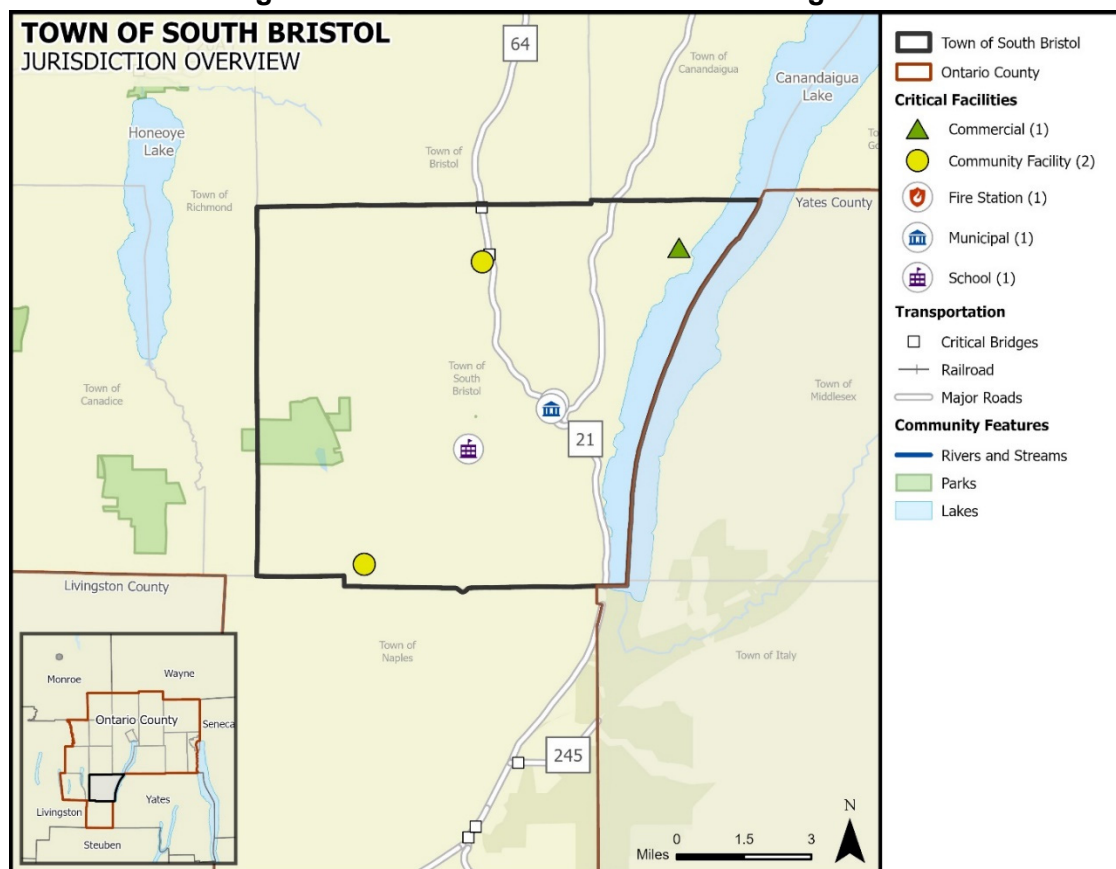 TOWN OF SOUTH BRISTOL
JURISDICTION OVERVIEW
64
Town of
Canandaigua
Canandaigua
Lake
Honeoye
Lake
Town of
Bristol
Town of
Richmond
Yates County
Town of
South
Bristol
Town of
Canadice
Town of
Middlesex
21
Livingston County
Town of
Naples
Town of Italy
245
Monroe
Wayne
Ontario County
Seneca
Livingston
Yates
Steuben
N
0 1.5 3
Miles
Town of South Bristol
Ontario County
Critical Facilities
Commercial (1)
Community Facility (2)
Fire Station (1)
Municipal (1)
School (1)
Transportation
Critical Bridges
Railroad
Major Roads
Community Features
Rivers and Streams
Parks
Lakes